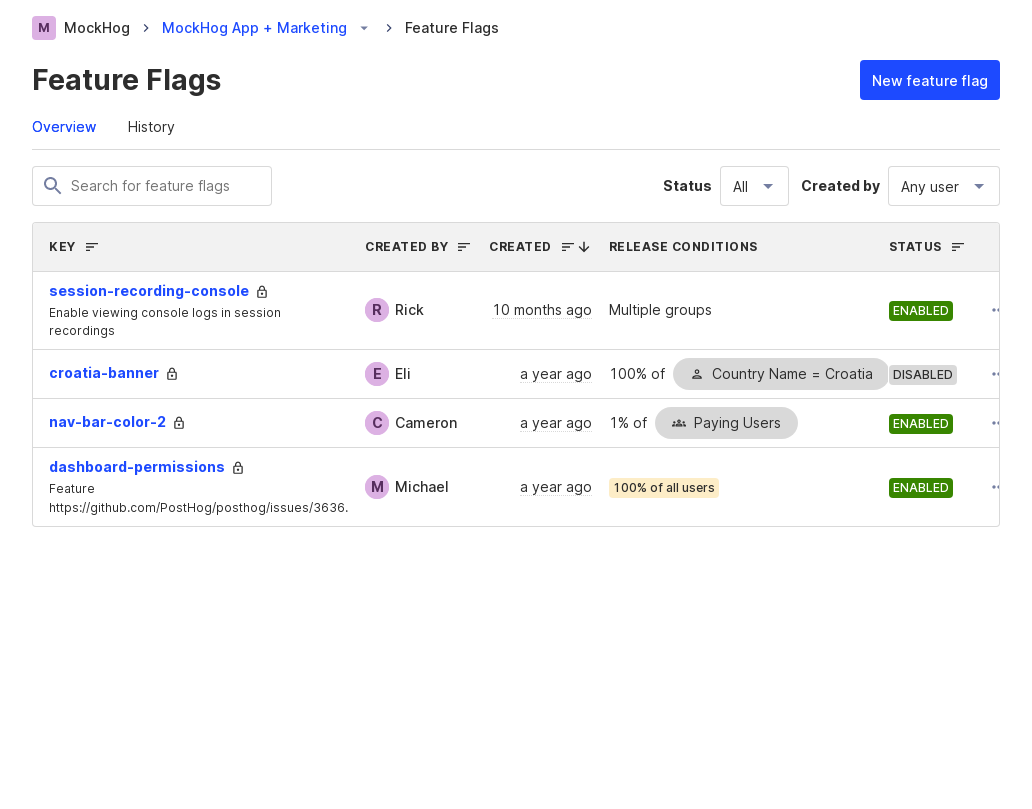 M MockHog MockHog App + Marketing Feature Flags
Feature Flags
New feature flag
Overview History
Search for feature flags Status All Created by Any user
KEY CREATED BY CREATED RELEASE CONDITIONS STATUS
session-recording-console
Enable viewing console logs in session
recordings
R Rick 10 months ago Multiple groups ENABLED
croatia-banner E Eli a year ago 100% of Country Name = Croatia DISABLED
nav-bar-color-2 C Cameron a year ago 1% of Paying Users ENABLED
dashboard-permissions
Feature
https://github.com/PostHog/posthog/issues/3636.
M Michael a year ago 100% of all users ENABLED